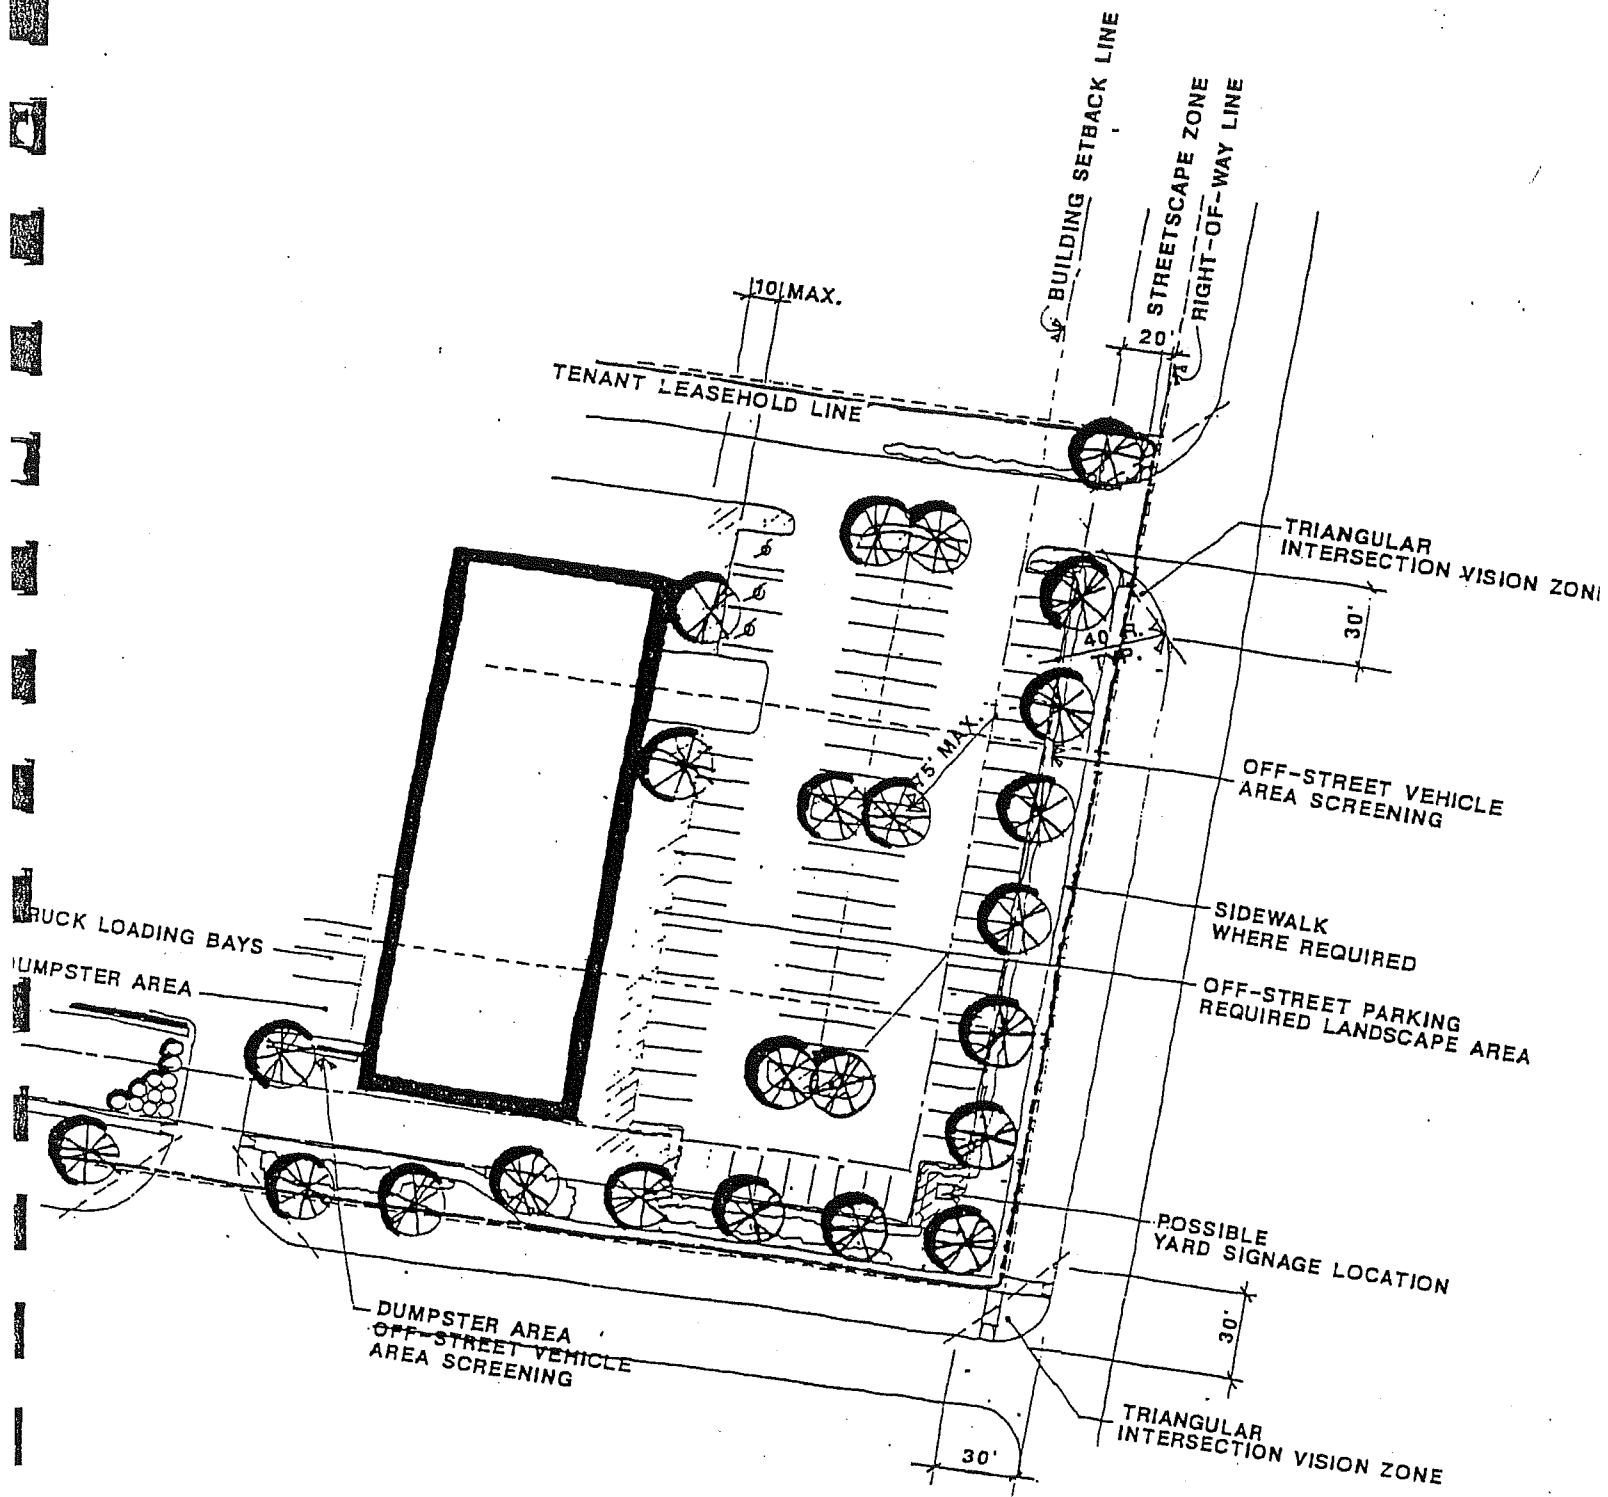 BUILDING SETBACK LINE
STREETSCAPE ZONE
RIGHT-OF-WAY LINE
10' MAX.
20'
TENANT LEASEHOLD LINE
TRIANGULAR
INTERSECTION VISION ZONE
30'
40
TYP.
75' MAX.
OFF-STREET VEHICLE
AREA SCREENING
RUCK LOADING BAYS
SIDEWALK
WHERE REQUIRED
UMPSTER AREA
OFF-STREET PARKING
REQUIRED LANDSCAPE AREA
POSSIBLE
YARD SIGNAGE LOCATION
30'
DUMPSTER AREA
OFF-STREET VEHICLE
AREA SCREENING
TRIANGULAR
INTERSECTION VISION ZONE
30'